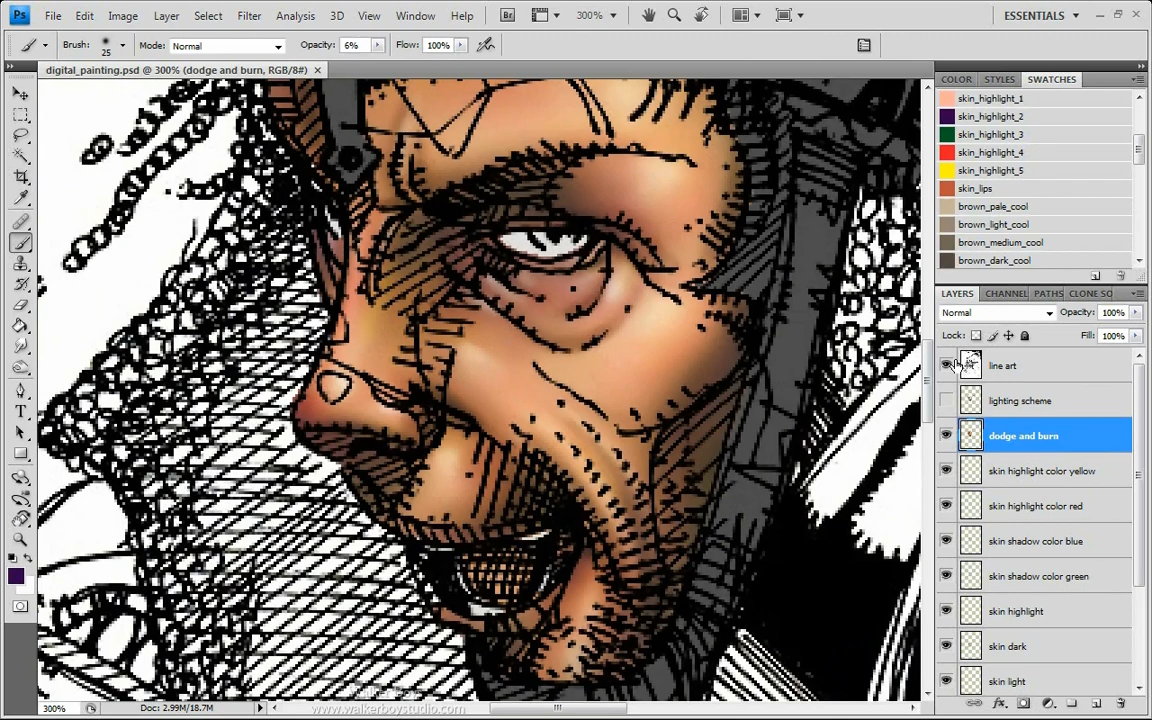 Ps File Edit Image Layer Select Filter Analysis 3D View Window Help Br 300% ESSENTIALS
Brush: 25 Mode: Normal Opacity: 6% Flow: 100%
digital_painting.psd @ 300% (dodge and burn, RGB/8#)
COLOR STYLES SWATCHES
skin_highlight_1
skin_highlight_2
skin_highlight_3
skin_highlight_4
skin_highlight_5
skin_lips
brown_pale_cool
brown_light_cool
brown_medium_cool
brown_dark_cool
LAYERS CHANNEL PATHS CLONE SO
Normal Opacity: 100%
Lock: Fill: 100%
line art
lighting scheme
dodge and burn
skin highlight color yellow
skin highlight color red
skin shadow color blue
skin shadow color green
skin highlight
skin dark
skin light
T
fx
300% Doc: 2.99M/18.7M
www.walkerboystudio.com